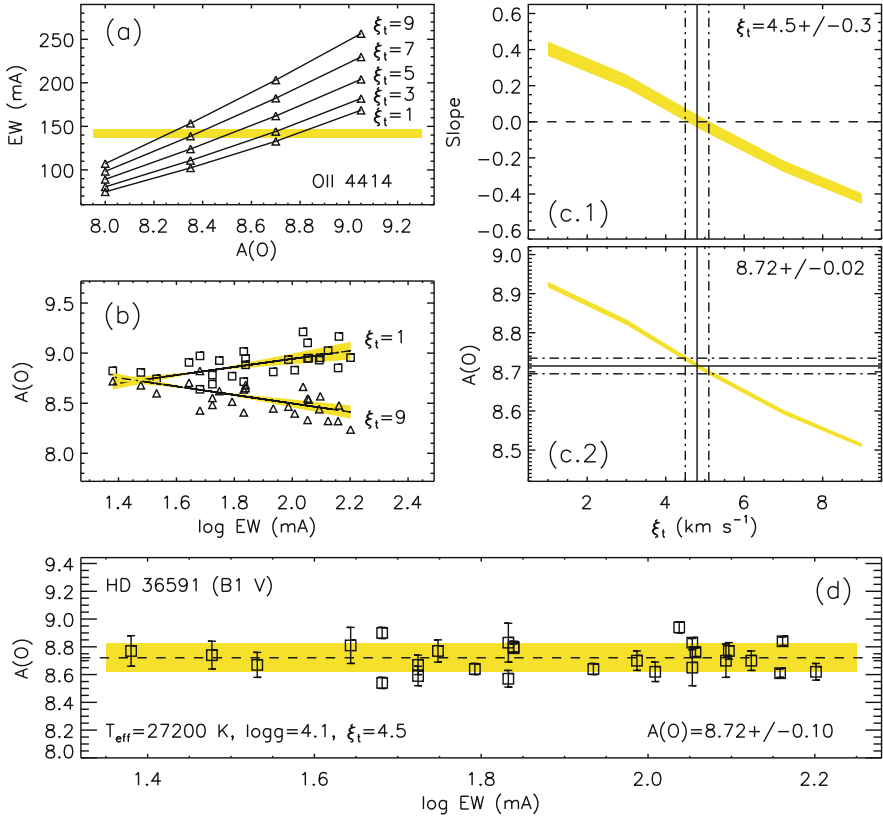 (a)
ξt=9
ξt=7
ξt=5
ξt=3
ξt=1
OII 4414
EW (mA)
250
200
150
100
8.0 8.2 8.4 8.6 8.8 9.0 9.2
A(O)
(b)
ξt=1
ξt=9
A(O)
9.5
9.0
8.5
8.0
1.4 1.6 1.8 2.0 2.2 2.4
log EW (mA)
ξt=4.5+/-0.3
(c.1)
Slope
0.6
0.4
0.2
0.0
-0.2
-0.4
-0.6
8.72+/-0.02
(c.2)
A(O)
9.0
8.9
8.8
8.7
8.6
8.5
2 4 6 8
ξt (km s⁻¹)
HD 36591 (B1 V)
(d)
A(O)
9.4
9.2
9.0
8.8
8.6
8.4
8.2
8.0
Teff=27200 K, logg=4.1, ξt=4.5
A(O)=8.72+/-0.10
1.4 1.6 1.8 2.0 2.2
log EW (mA)